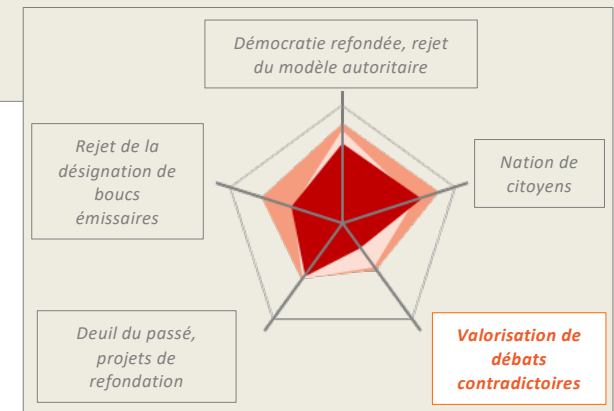 Démocratie refondée, rejet
du modèle autoritaire
Rejet de la
désignation de
boucs
émissaires
Nation de
citoyens
Deuil du passé,
projets de
refondation
Valorisation de
débats
contradictoires